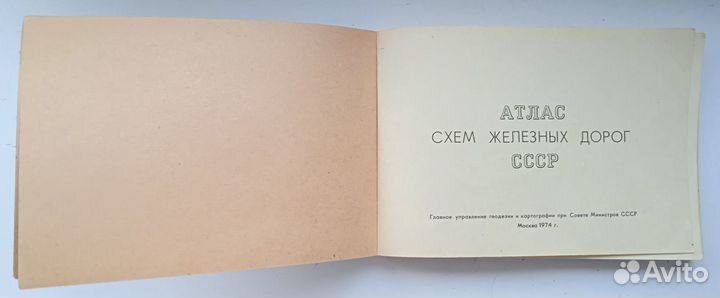 АТЛАС
СХЕМ ЖЕЛЕЗНЫХ ДОРОГ
СССР
Главное управление геодезии и картографии при Совете Министров СССР
Москва 1974 г.
Avito